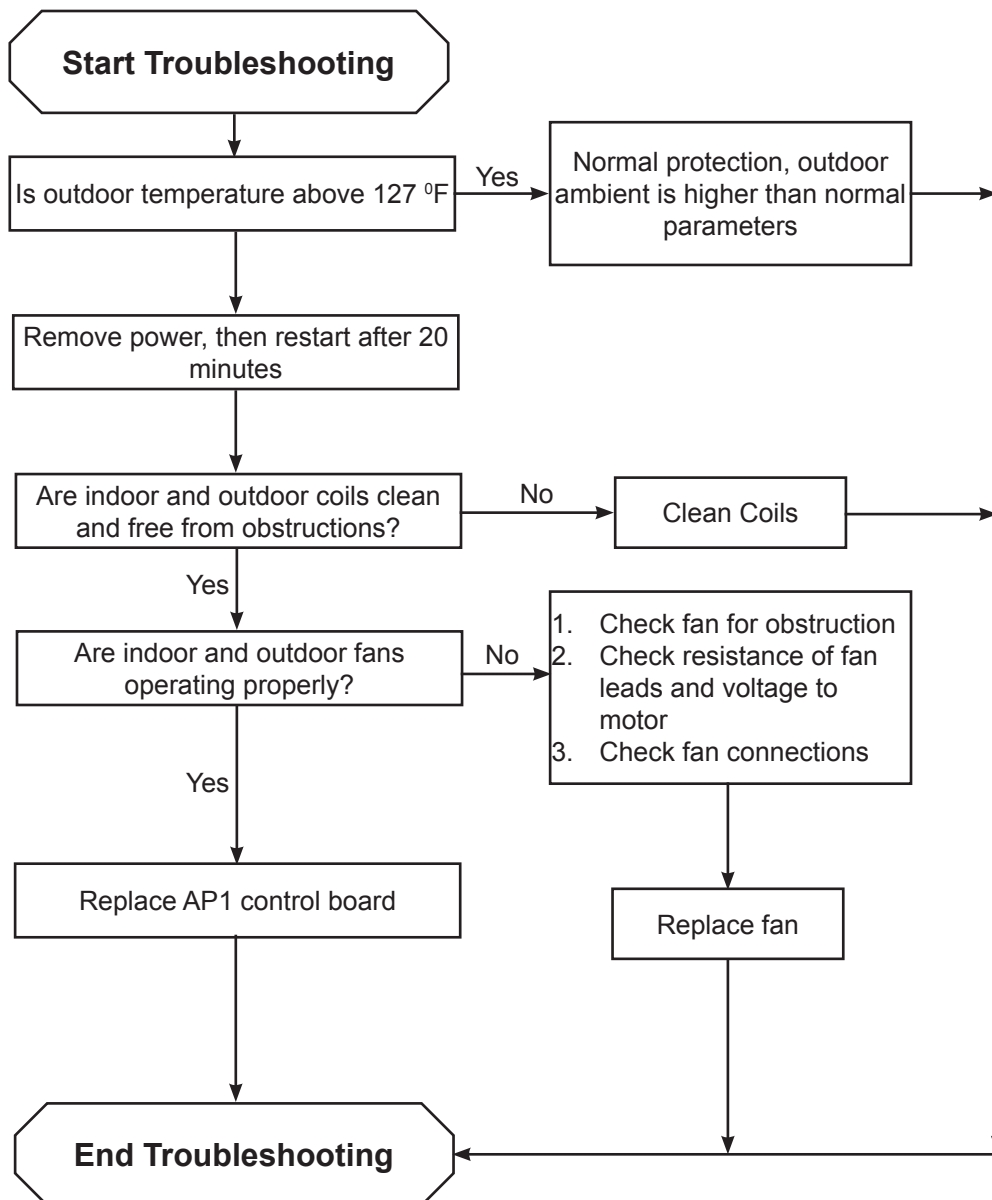 Start Troubleshooting
Is outdoor temperature above 127 ⁰F
Yes
Normal protection, outdoor
ambient is higher than normal
parameters
Remove power, then restart after 20
minutes
Are indoor and outdoor coils clean
and free from obstructions?
No
Clean Coils
Yes
Are indoor and outdoor fans
operating properly?
No
1. Check fan for obstruction
2. Check resistance of fan
leads and voltage to
motor
3. Check fan connections
Yes
Replace AP1 control board
Replace fan
End Troubleshooting